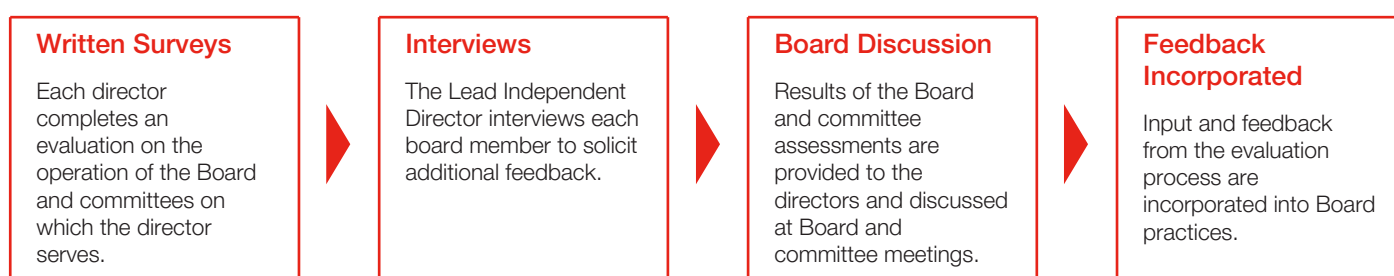 Written Surveys
Each director
completes an
evaluation on the
operation of the Board
and committees on
which the director
serves.
Interviews
The Lead Independent
Director interviews each
board member to solicit
additional feedback.
Board Discussion
Results of the Board
and committee
assessments are
provided to the
directors and discussed
at Board and
committee meetings.
Feedback
Incorporated
Input and feedback
from the evaluation
process are
incorporated into Board
practices.